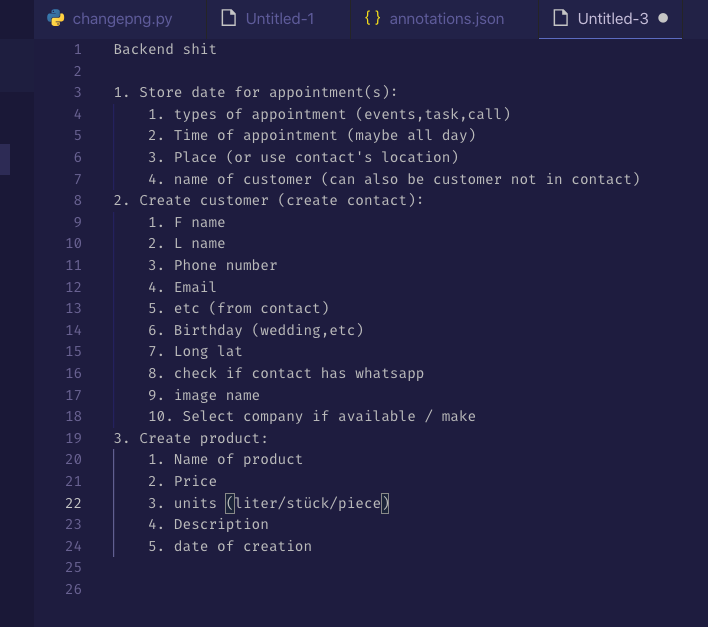 changepng.py Untitled-1 {} annotations.json Untitled-3
1 Backend shit
2
3 1. Store date for appointment(s):
4 1. types of appointment (events,task,call)
5 2. Time of appointment (maybe all day)
6 3. Place (or use contact's location)
7 4. name of customer (can also be customer not in contact)
8 2. Create customer (create contact):
9 1. F name
10 2. L name
11 3. Phone number
12 4. Email
13 5. etc (from contact)
14 6. Birthday (wedding,etc)
15 7. Long lat
16 8. check if contact has whatsapp
17 9. image name
18 10. Select company if available / make
19 3. Create product:
20 1. Name of product
21 2. Price
22 3. units (liter/stück/piece)
23 4. Description
24 5. date of creation
25
26